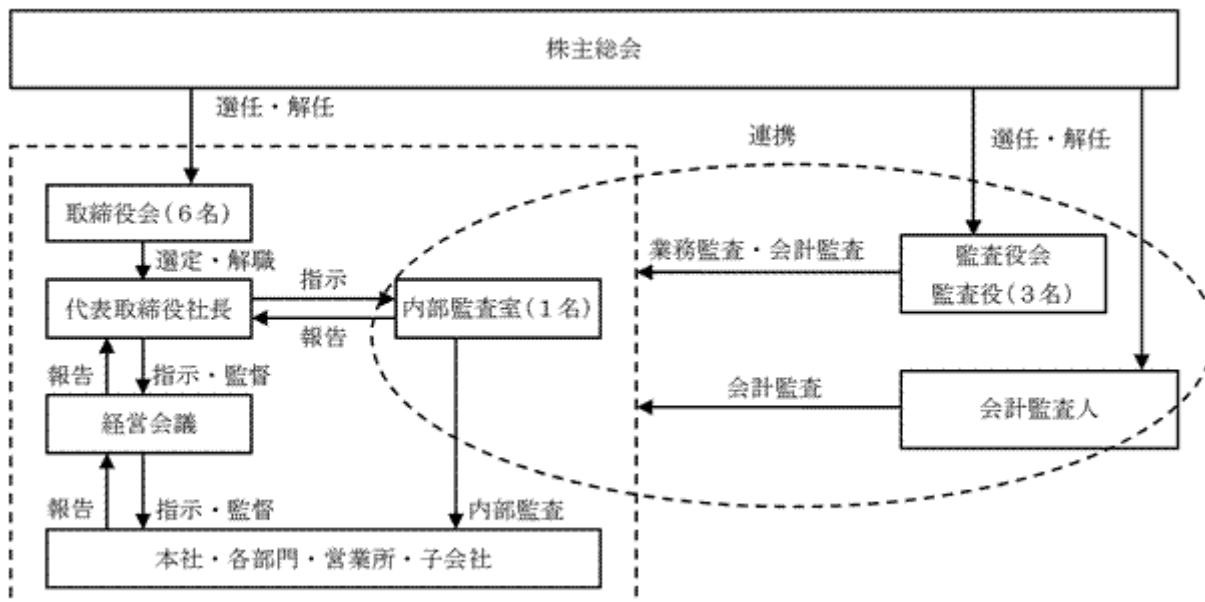 株主総会
選任・解任
連携
選任・解任
取締役会(6名)
選定・解職
業務監査・会計監査
監査役会
監査役(3名)
指示
代表取締役社長
内部監査室(1名)
報告
報告
指示・監督
会計監査
会計監査人
経営会議
報告
指示・監督
内部監査
本社・各部門・営業所・子会社